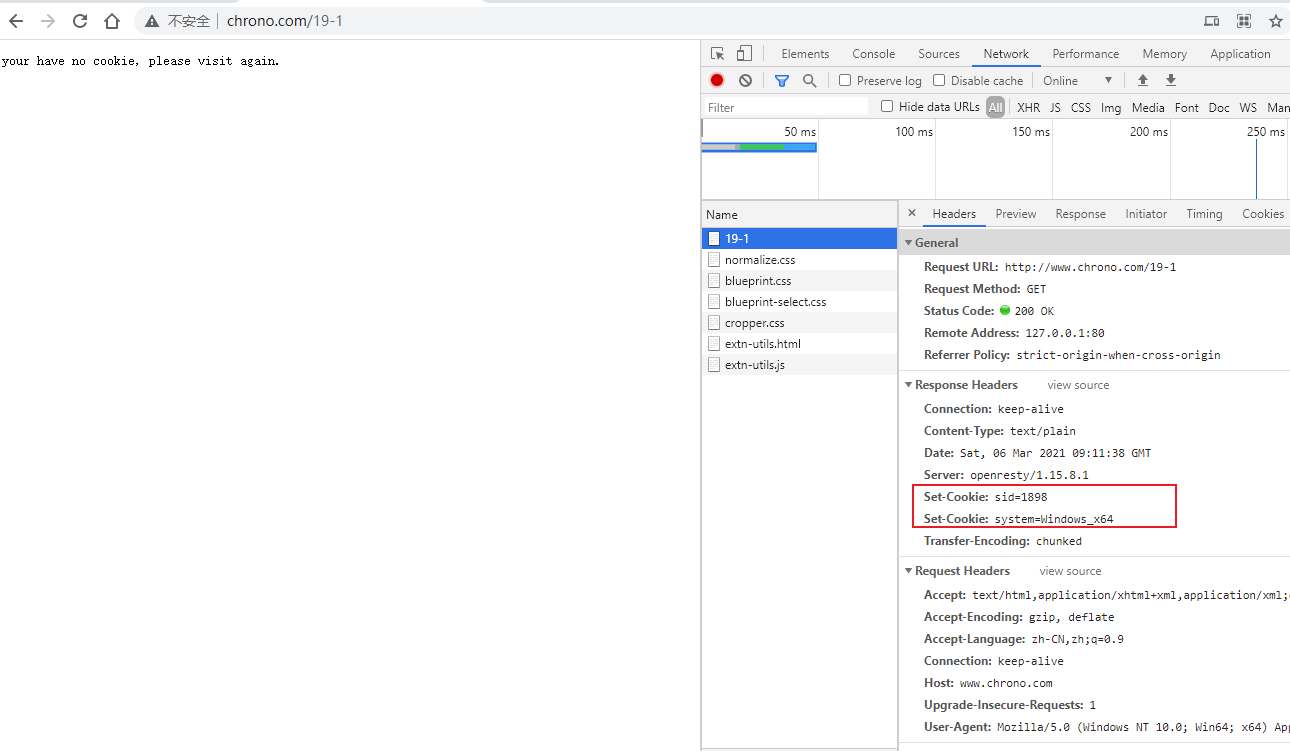 不安全 chrono.com/19-1
your have no cookie, please visit again.
Elements Console Sources Network Performance Memory Application
Preserve log Disable cache Online
Filter Hide data URLs All XHR JS CSS Img Media Font Doc WS Man
50 ms 100 ms 150 ms 200 ms 250 ms
Name
19-1
normalize.css
blueprint.css
blueprint-select.css
cropper.css
extn-utils.html
extn-utils.js
× Headers Preview Response Initiator Timing Cookies
General
Request URL: http://www.chrono.com/19-1
Request Method: GET
Status Code: 200 OK
Remote Address: 127.0.0.1:80
Referrer Policy: strict-origin-when-cross-origin
Response Headers view source
Connection: keep-alive
Content-Type: text/plain
Date: Sat, 06 Mar 2021 09:11:38 GMT
Server: openresty/1.15.8.1
Set-Cookie: sid=1898
Set-Cookie: system=Windows_x64
Transfer-Encoding: chunked
Request Headers view source
Accept: text/html,application/xhtml+xml,application/xml;
Accept-Encoding: gzip, deflate
Accept-Language: zh-CN,zh;q=0.9
Connection: keep-alive
Host: www.chrono.com
Upgrade-Insecure-Requests: 1
User-Agent: Mozilla/5.0 (Windows NT 10.0; Win64; x64) Ap